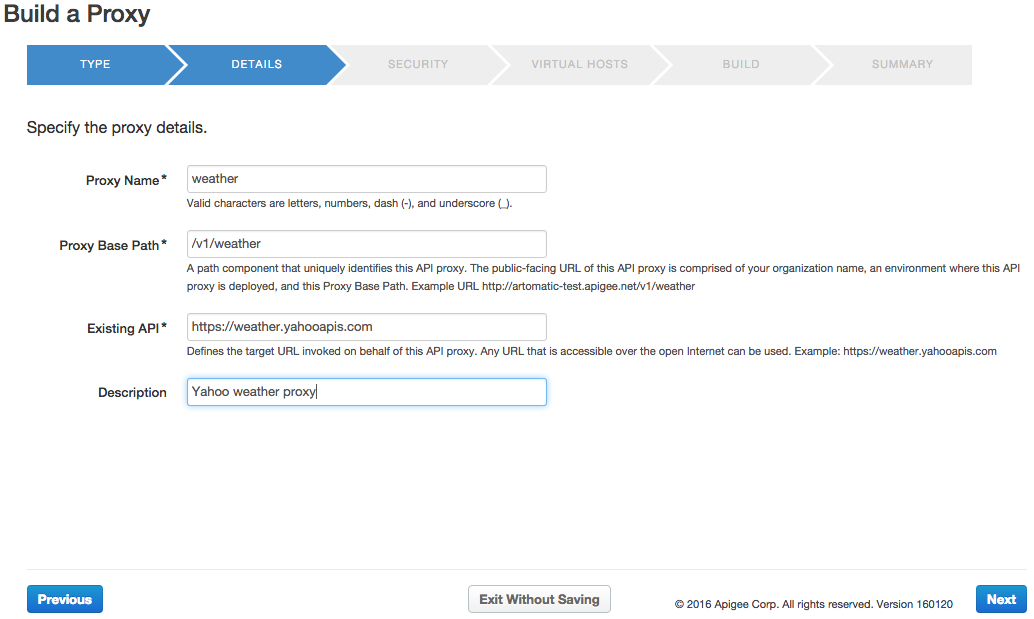 Build a Proxy
TYPE
DETAILS
SECURITY
VIRTUAL HOSTS
BUILD
SUMMARY
Specify the proxy details.
Proxy Name* weather
Valid characters are letters, numbers, dash (-), and underscore (_).
Proxy Base Path* /v1/weather
A path component that uniquely identifies this API proxy. The public-facing URL of this API proxy is comprised of your organization name, an environment where this API
proxy is deployed, and this Proxy Base Path. Example URL http://artomatic-test.apigee.net/v1/weather
Existing API* https://weather.yahooapis.com
Defines the target URL invoked on behalf of this API proxy. Any URL that is accessible over the open Internet can be used. Example: https://weather.yahooapis.com
Description Yahoo weather proxy
Previous
Exit Without Saving
© 2016 Apigee Corp. All rights reserved. Version 160120
Next